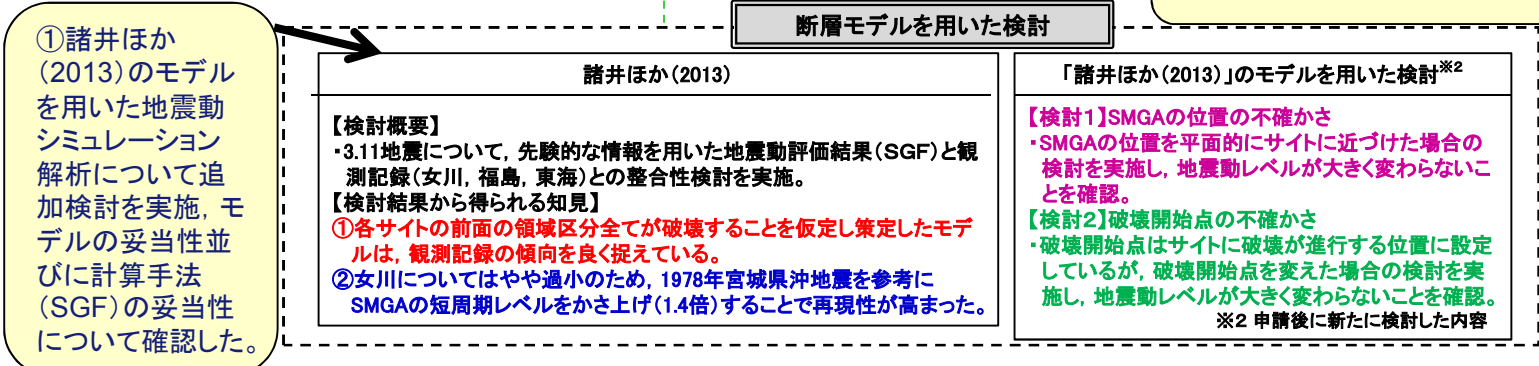 断層モデルを用いた検討
①諸井ほか
(2013)のモデル
を用いた地震動
シミュレーション
解析について追
加検討を実施，モ
デルの妥当性並
びに計算手法
(SGF)の妥当性
について確認した。
諸井ほか(2013)
【検討概要】
・3.11地震について，先験的な情報を用いた地震動評価結果(SGF)と観
測記録(女川，福島，東海)との整合性検討を実施。
【検討結果から得られる知見】
①各サイトの前面の領域区分全てが破壊することを仮定し策定したモデ
ルは，観測記録の傾向を良く捉えている。
②女川についてはやや過小のため，1978年宮城県沖地震を参考に
SMGAの短周期レベルをかさ上げ(1.4倍)することで再現性が高まった。
「諸井ほか(2013)」のモデルを用いた検討※2
【検討1】SMGAの位置の不確かさ
・SMGAの位置を平面的にサイトに近づけた場合の
検討を実施し，地震動レベルが大きく変わらないこ
とを確認。
【検討2】破壊開始点の不確かさ
・破壊開始点はサイトに破壊が進行する位置に設定
しているが，破壊開始点を変えた場合の検討を実
施し，地震動レベルが大きく変わらないことを確認。
※2 申請後に新たに検討した内容